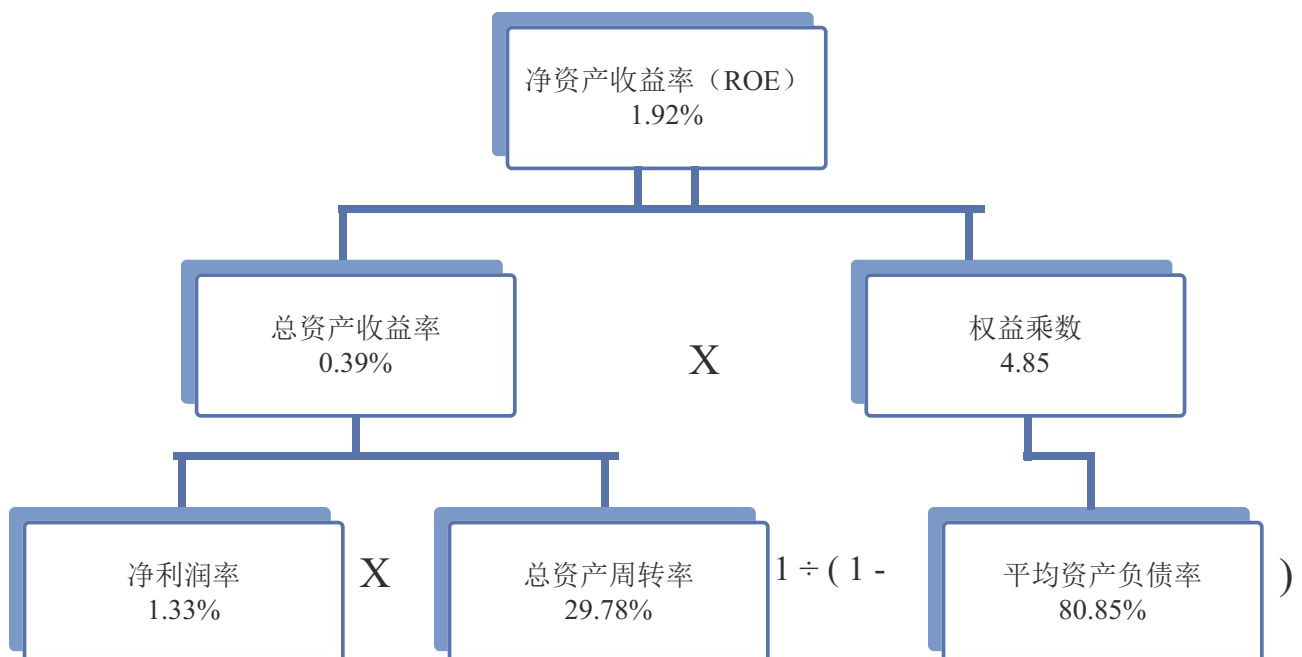 净资产收益率（ROE）
1.92%
总资产收益率
0.39%
X
权益乘数
4.85
净利润率
1.33%
X
总资产周转率
29.78%
1 ÷ ( 1 -
平均资产负债率
80.85%
)